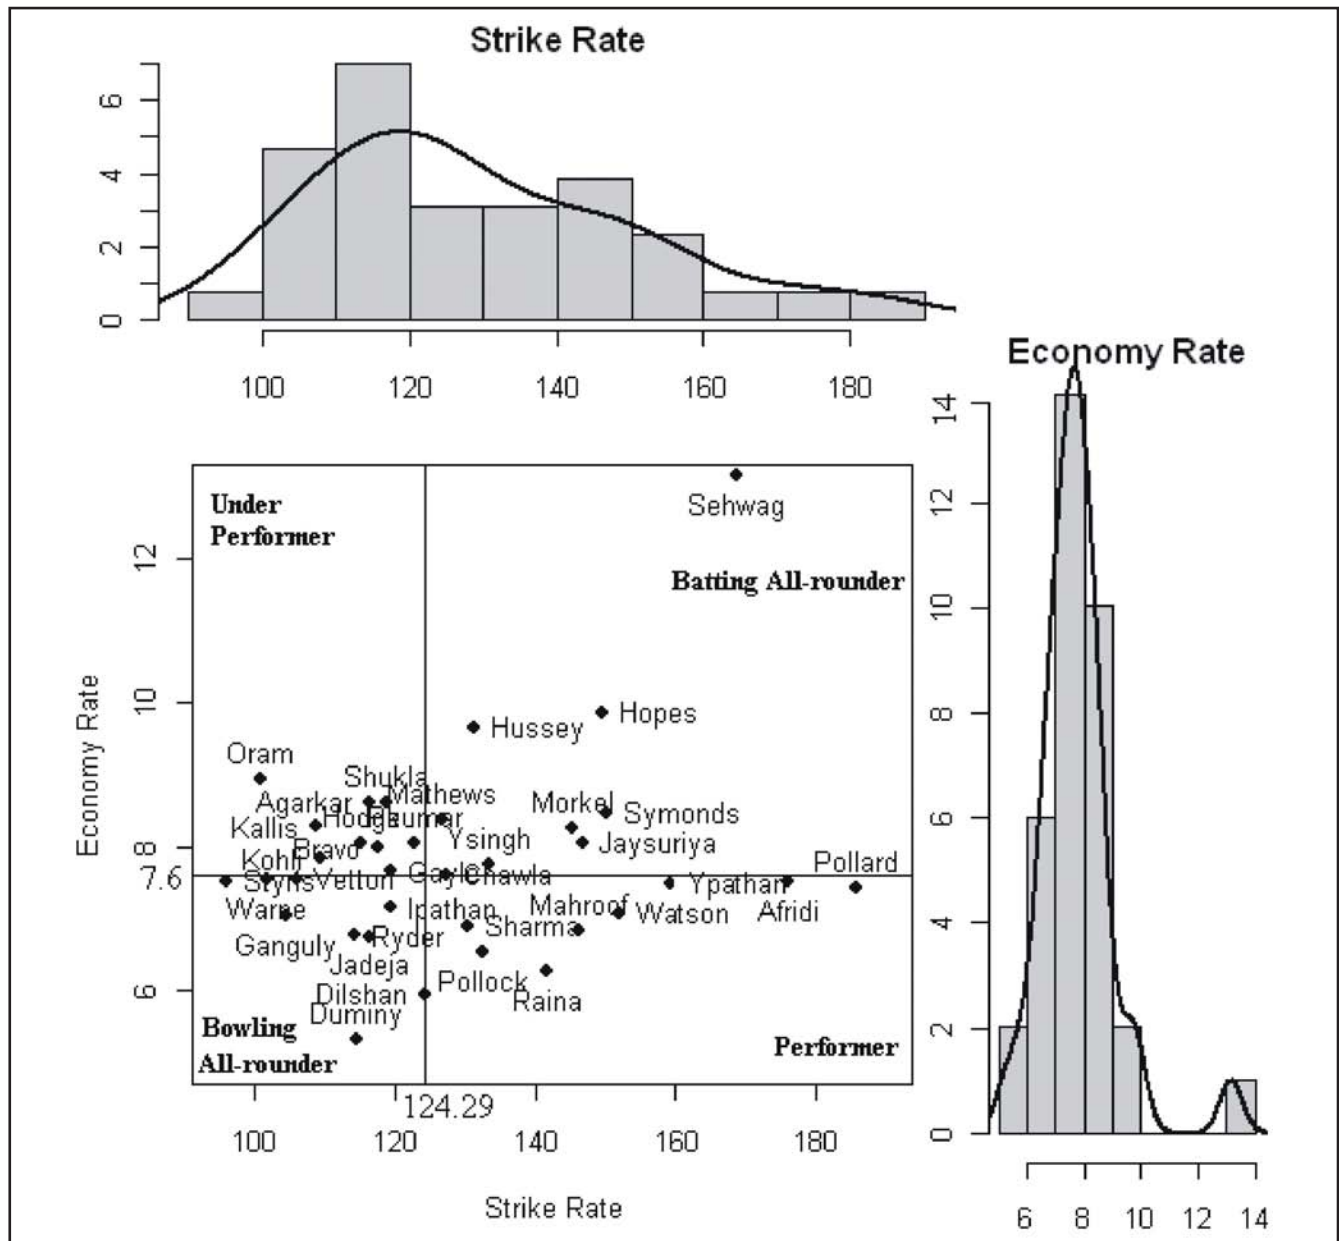 Strike Rate
6
4
2
0
100 120 140 160 180
Economy Rate
14
12
10
8
6
4
2
0
6 8 10 12 14
Under
Performer
Sehwag
Batting All-rounder
12
10
8
7.6
6
Economy Rate
Hopes
Hussey
Oram
Shukla
Mathews
Agarkar
Morkel
Symonds
Kallis
Ysingh
Jaysuriya
Bravo
Pollard
Kohli
Chawla
Styris
Vettori
Ypathan
Warne
Ipathan
Mahroof
Watson
Afridi
Sharma
Ganguly
Ryder
Jadeja
Pollock
Dilshan
Raina
Duminy
Bowling
All-rounder
Performer
124.29
100 120 140 160 180
Strike Rate